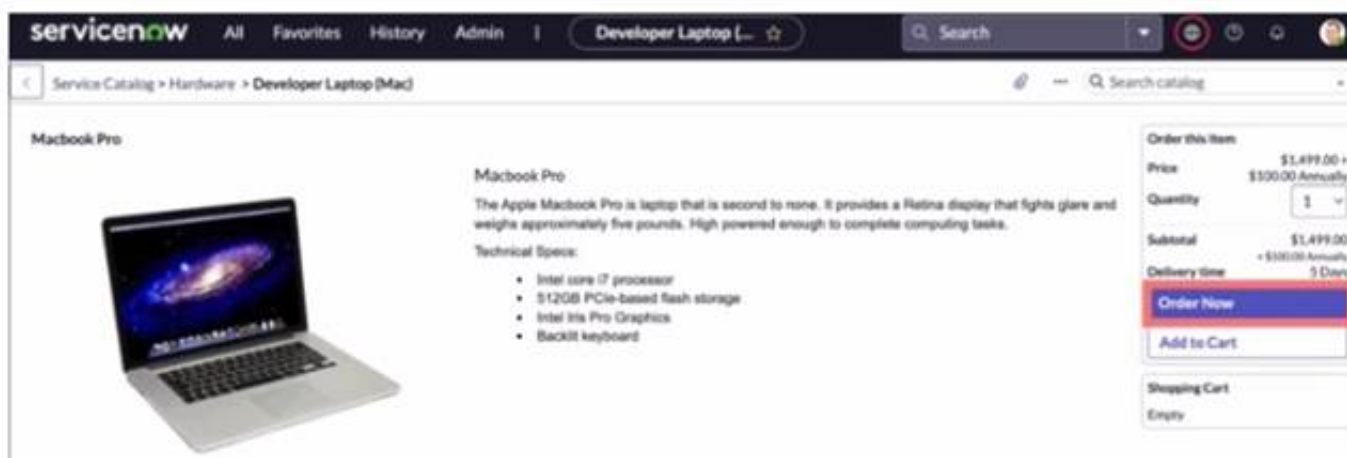 servicenow All Favorites History Admin Developer Laptop (... Search
Service Catalog > Hardware > Developer Laptop (Mac) Search catalog
Macbook Pro
Macbook Pro
The Apple Macbook Pro is laptop that is second to none. It provides a Retina display that fights glare and
weighs approximately five pounds. High powered enough to complete computing tasks.
Technical Specs:
• Intel core i7 processor
• 512GB PCIe-based flash storage
• Intel Iris Pro Graphics
• Backlit keyboard
Order this Item
Price $1,499.00 +
$100.00 Annually
Quantity 1
Subtotal $1,499.00
+ $100.00 Annually
Delivery time 5 Days
Order Now
Add to Cart
Shopping Cart
Empty